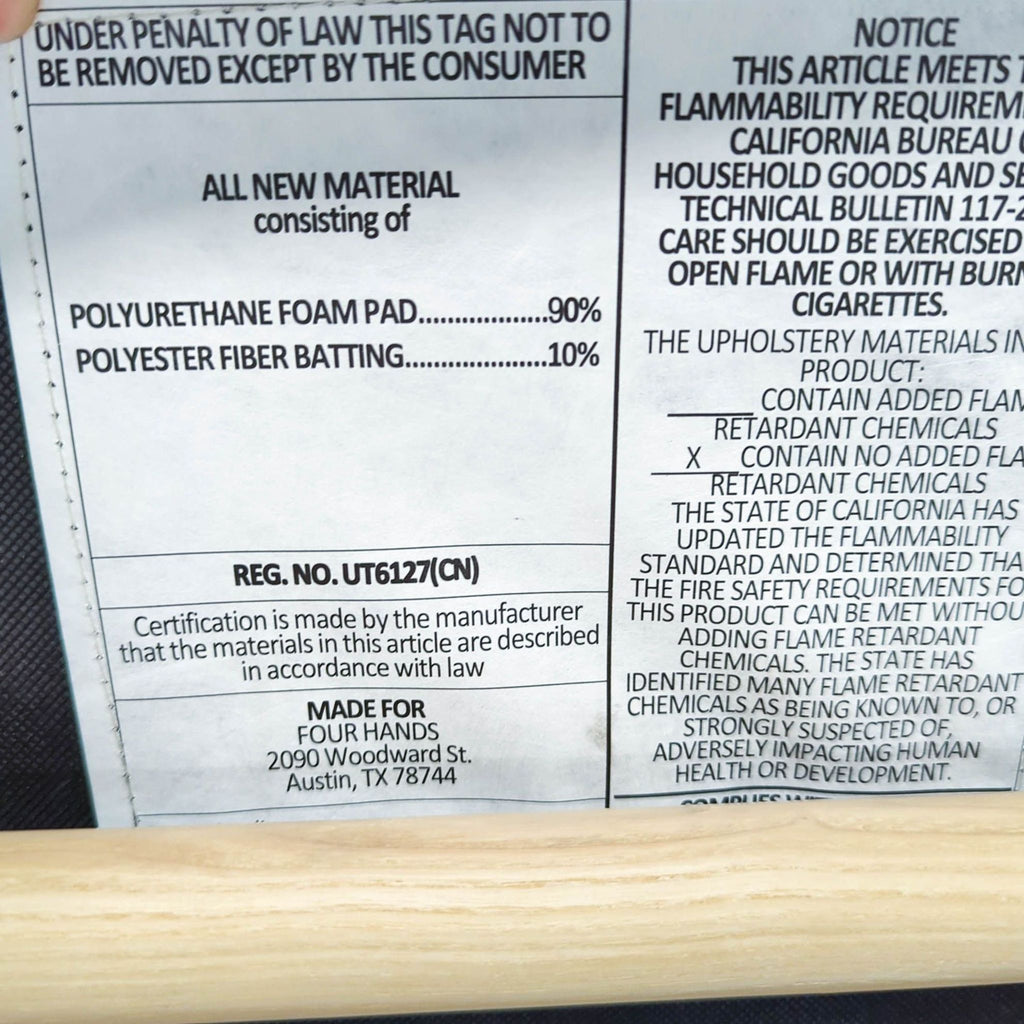 UNDER PENALTY OF LAW THIS TAG NOT TO
BE REMOVED EXCEPT BY THE CONSUMER
ALL NEW MATERIAL
consisting of
POLYURETHANE FOAM PAD..................90%
POLYESTER FIBER BATTING....................10%
REG. NO. UT6127(CN)
Certification is made by the manufacturer
that the materials in this article are described
in accordance with law
MADE FOR
FOUR HANDS
2090 Woodward St.
Austin, TX 78744
NOTICE
THIS ARTICLE MEETS
FLAMMABILITY
CALIFORNIA BUREAU
HOUSEHOLD GOODS AND
TECHNICAL BULLETIN 117-2
CARE SHOULD BE EXERCISED
OPEN FLAME OR WITH
CIGARETTES.
THE UPHOLSTERY MATERIALS IN
PRODUCT:
______ CONTAIN ADDED
RETARDANT CHEMICALS
__X__ CONTAIN NO ADDED
RETARDANT CHEMICALS
THE STATE OF CALIFORNIA HAS
UPDATED THE FLAMMABILITY
STANDARD AND DETERMINED
THE FIRE SAFETY REQUIREMENTS
THIS PRODUCT CAN BE MET
ADDING FLAME RETARDANT
CHEMICALS. THE STATE HAS
IDENTIFIED MANY FLAME RETARDANT
CHEMICALS AS BEING KNOWN TO, OR
STRONGLY SUSPECTED OF,
ADVERSELY IMPACTING HUMAN
HEALTH OR DEVELOPMENT.